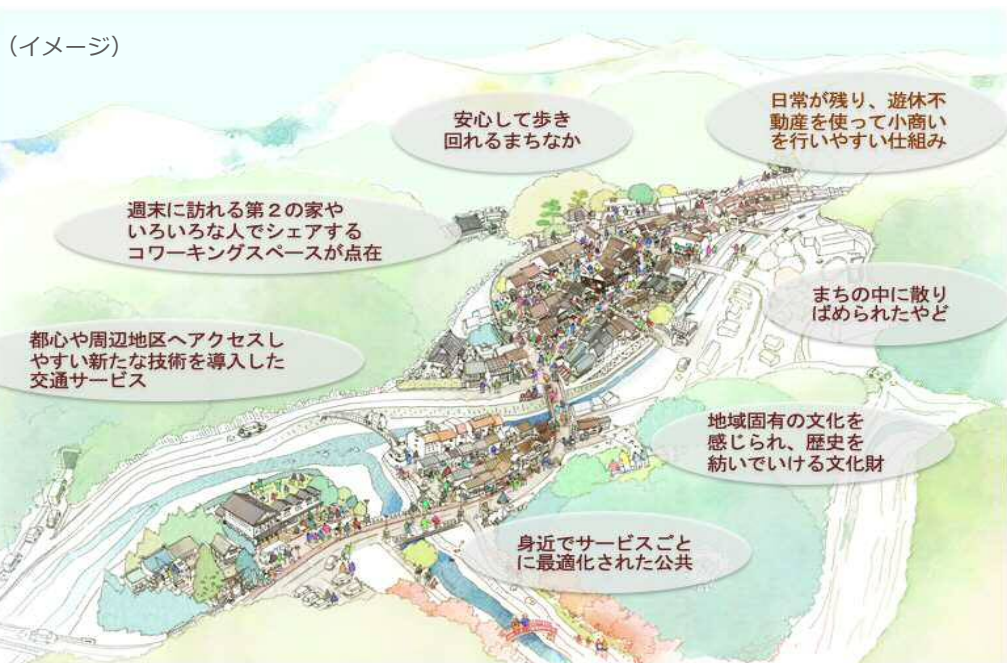 （イメージ）
安心して歩き
回れるまちなか
日常が残り、遊休不
動産を使って小商い
を行いやすい仕組み
週末に訪れる第２の家や
いろいろな人でシェアする
コワーキングスペースが点在
まちの中に散り
ばめられたやど
都心や周辺地区へアクセスし
やすい新たな技術を導入した
交通サービス
地域固有の文化を
感じられ、歴史を
紡いでいける文化財
身近でサービスごと
に最適化された公共